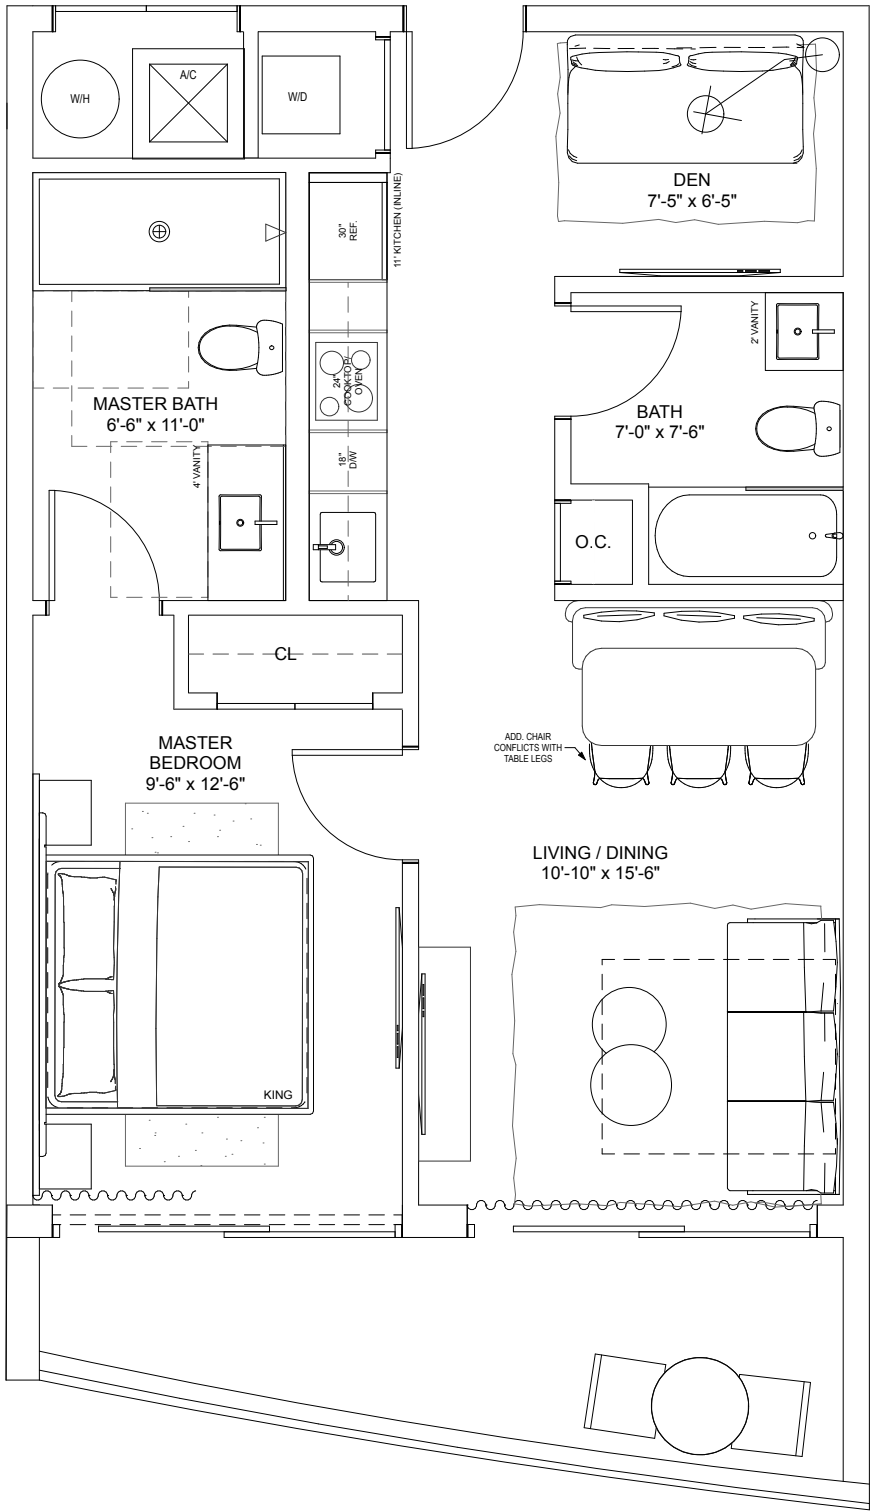 A/C
W/H
W/D
DEN
7'-5" x 6'-5"
11' KITCHEN (INLINE)
30"
REF.
2' VANITY
24"
COOKTOP/
OVEN
MASTER BATH
6'-6" x 11'-0"
BATH
7'-0" x 7'-6"
4' VANITY
18"
D/W
O.C.
CL
MASTER
BEDROOM
9'-6" x 12'-6"
ADD. CHAIR
CONFLICTS WITH
TABLE LEGS
LIVING / DINING
10'-10" x 15'-6"
KING